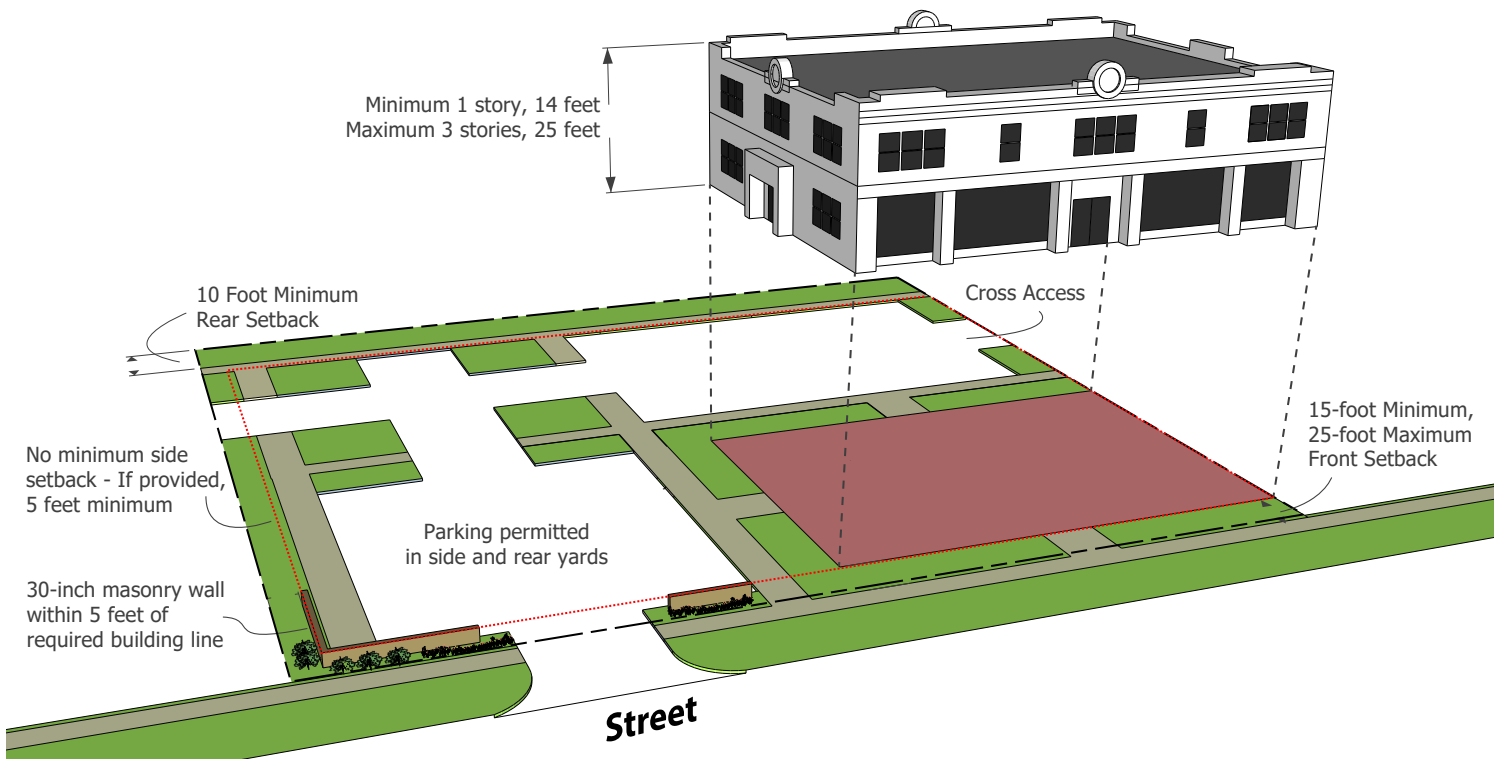 Minimum 1 story, 14 feet
Maximum 3 stories, 25 feet
10 Foot Minimum
Rear Setback
Cross Access
15-foot Minimum,
25-foot Maximum
Front Setback
No minimum side
setback - If provided,
5 feet minimum
Parking permitted
in side and rear yards
30-inch masonry wall
within 5 feet of
required building line
Street